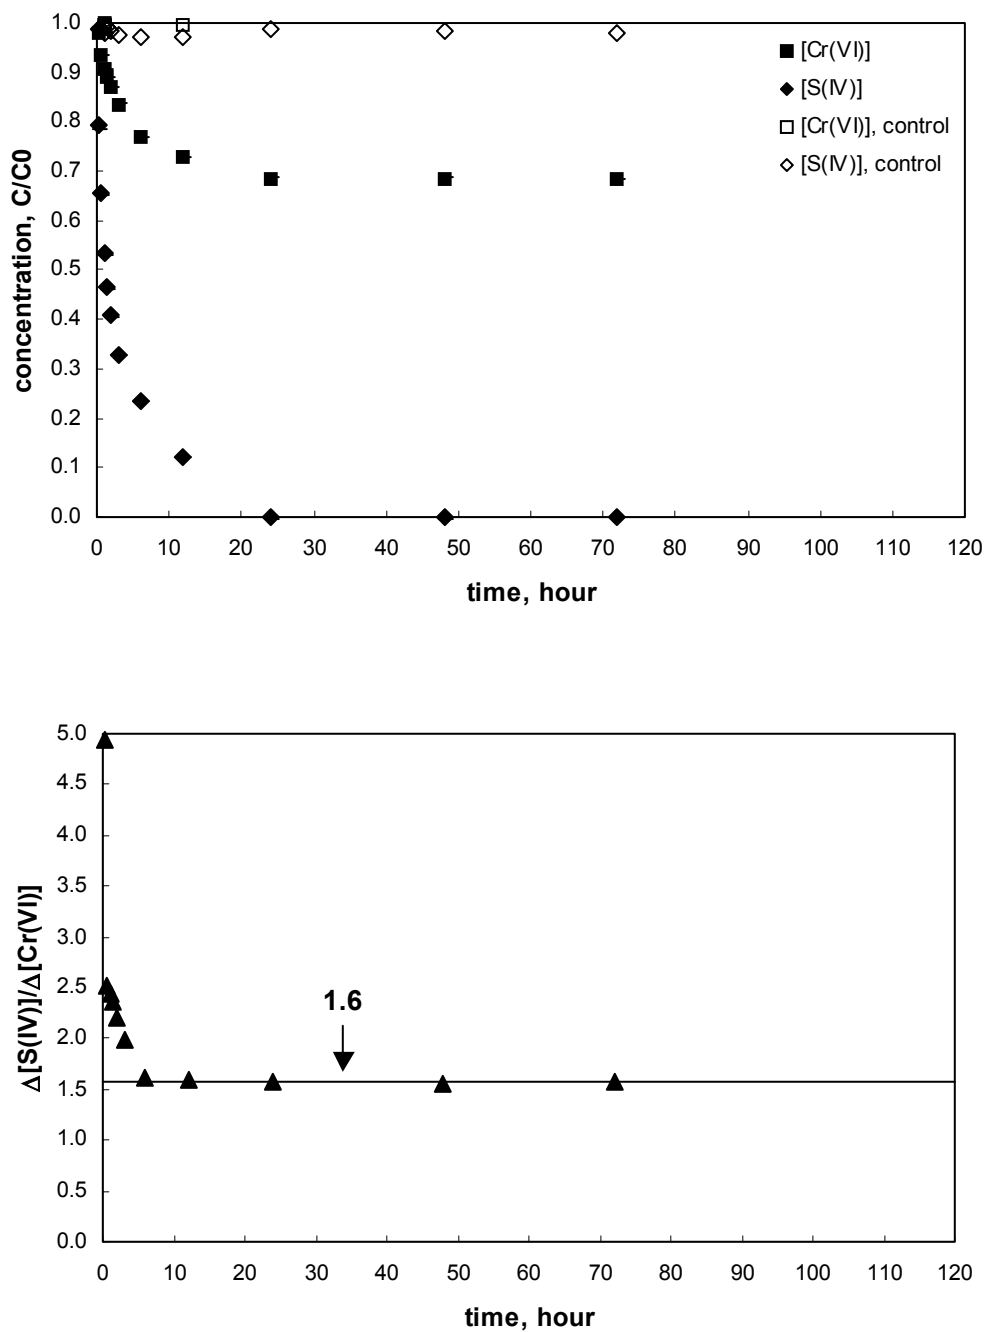 1.0
0.9
0.8
0.7
0.6
0.5
0.4
0.3
0.2
0.1
0.0
concentration, C/C0
[Cr(VI)]
[S(IV)]
[Cr(VI)], control
[S(IV)], control
0 10 20 30 40 50 60 70 80 90 100 110 120
time, hour
5.0
4.5
4.0
3.5
3.0
2.5
2.0
1.5
1.0
0.5
0.0
Δ[S(IV)]/Δ[Cr(VI)]
1.6
0 10 20 30 40 50 60 70 80 90 100 110 120
time, hour